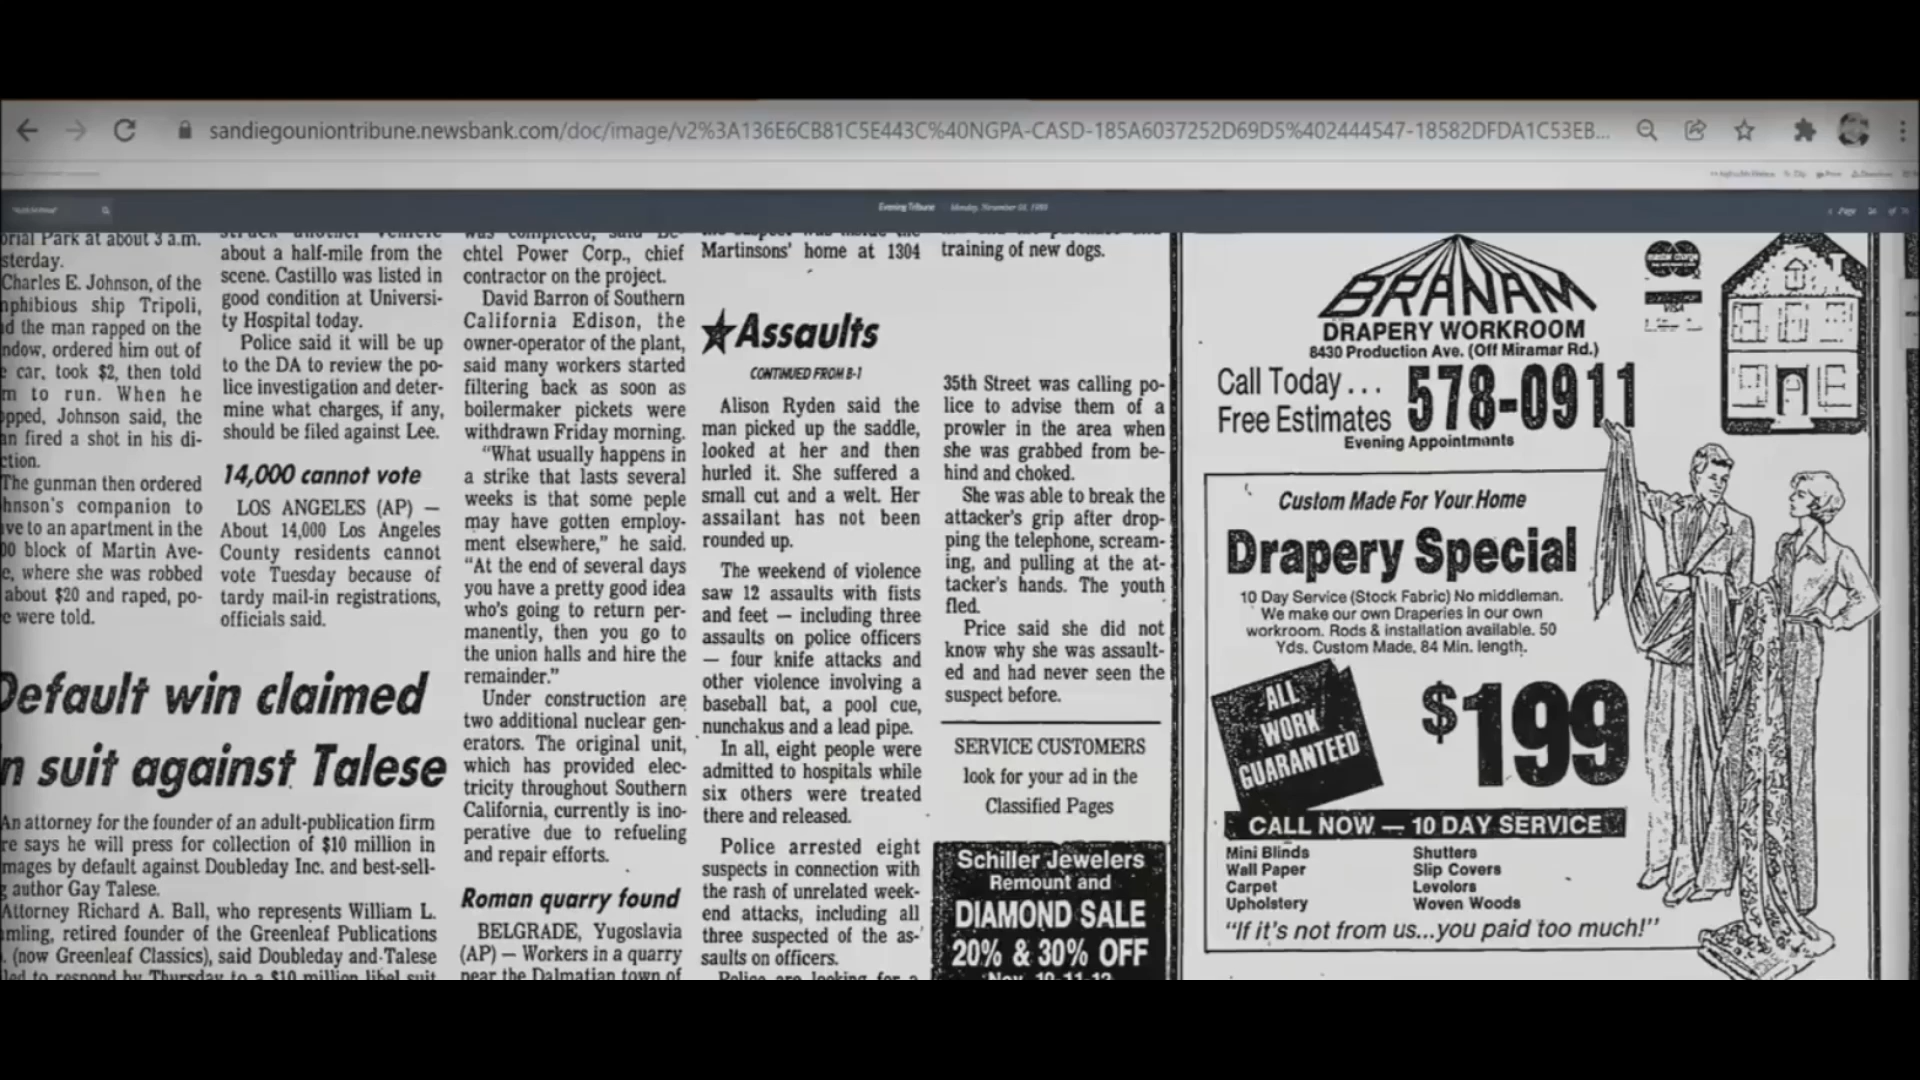 sandiegouniontribune.newsbank.com/doc/image/v2%3A136E6CB81C5E443C%40NGPA-CASD-185A6037252D69D5%402444547-18582DFDA1C53EB...
Evening Tribune
Page
orial Park at about 3 a.m.
sterday.
Charles E. Johnson, of the
mphibious ship Tripoli,
d the man rapped on the
ndow, ordered him out of
e car, took $2, then told
m to run. When he
opped, Johnson said, the
an fired a shot in his di-
ction.
The gunman then ordered
hnson's companion to
ve to an apartment in the
00 block of Martin Ave-
e, where she was robbed
about $20 and raped, po-
e were told.
struck another vehicle
about a half-mile from the
scene. Castillo was listed in
good condition at Universi-
ty Hospital today.
Police said it will be up
to the DA to review the po-
lice investigation and deter-
mine what charges, if any,
should be filed against Lee.
14,000 cannot vote
LOS ANGELES (AP) —
About 14,000 Los Angeles
County residents cannot
vote Tuesday because of
tardy mail-in registrations,
officials said.
Default win claimed
n suit against Talese
An attorney for the founder of an adult-publication firm
re says he will press for collection of $10 million in
mages by default against Doubleday Inc. and best-sell-
g author Gay Talese.
Attorney Richard A. Ball, who represents William L.
mling, retired founder of the Greenleaf Publications
. (now Greenleaf Classics), said Doubleday and Talese
led to respond by Thursday to a $10 million libel suit
was completed, said Be-
chtel Power Corp., chief
contractor on the project.
David Barron of Southern
California Edison, the
owner-operator of the plant,
said many workers started
filtering back as soon as
boilermaker pickets were
withdrawn Friday morning.
"What usually happens in
a strike that lasts several
weeks is that some peple
may have gotten employ-
ment elsewhere," he said.
"At the end of several days
you have a pretty good idea
who's going to return per-
manently, then you go to
the union halls and hire the
remainder."
Under construction are
two additional nuclear gen-
erators. The original unit,
which has provided elec-
tricity throughout Southern
California, currently is ino-
perative due to refueling
and repair efforts.
Roman quarry found
BELGRADE, Yugoslavia
(AP) — Workers in a quarry
near the Dalmatian town of
the suspect was inside the
Martinsons' home at 1304
training of new dogs.
★Assaults
CONTINUED FROM B-1
Alison Ryden said the
man picked up the saddle,
looked at her and then
hurled it. She suffered a
small cut and a welt. Her
assailant has not been
rounded up.
The weekend of violence
saw 12 assaults with fists
and feet — including three
assaults on police officers
— four knife attacks and
other violence involving a
baseball bat, a pool cue,
nunchakus and a lead pipe.
In all, eight people were
admitted to hospitals while
six others were treated
there and released.
Police arrested eight
suspects in connection with
the rash of unrelated week-
end attacks, including all
three suspected of the as-
saults on officers.
Police are looking for a
35th Street was calling po-
lice to advise them of a
prowler in the area when
she was grabbed from be-
hind and choked.
She was able to break the
attacker's grip after drop-
ping the telephone, scream-
ing, and pulling at the at-
tacker's hands. The youth
fled.
Price said she did not
know why she was assault-
ed and had never seen the
suspect before.
SERVICE CUSTOMERS
look for your ad in the
Classified Pages
Schiller Jewelers
Remount and
DIAMOND SALE
20% & 30% OFF
Nov. 10-11-12
BRANAM
DRAPERY WORKROOM
8430 Production Ave. (Off Miramar Rd.)
Call Today . . .
Free Estimates
578-0911
Evening Appointments
VISA
Custom Made For Your Home
Drapery Special
10 Day Service (Stock Fabric) No middleman.
We make our own Draperies in our own
workroom. Rods & installation available. 50
Yds. Custom Made, 84 Min. length.
ALL
WORK
GUARANTEED
$199
CALL NOW — 10 DAY SERVICE
Mini Blinds
Wall Paper
Carpet
Upholstery
Shutters
Slip Covers
Levolors
Woven Woods
"If it's not from us...you paid too much!"